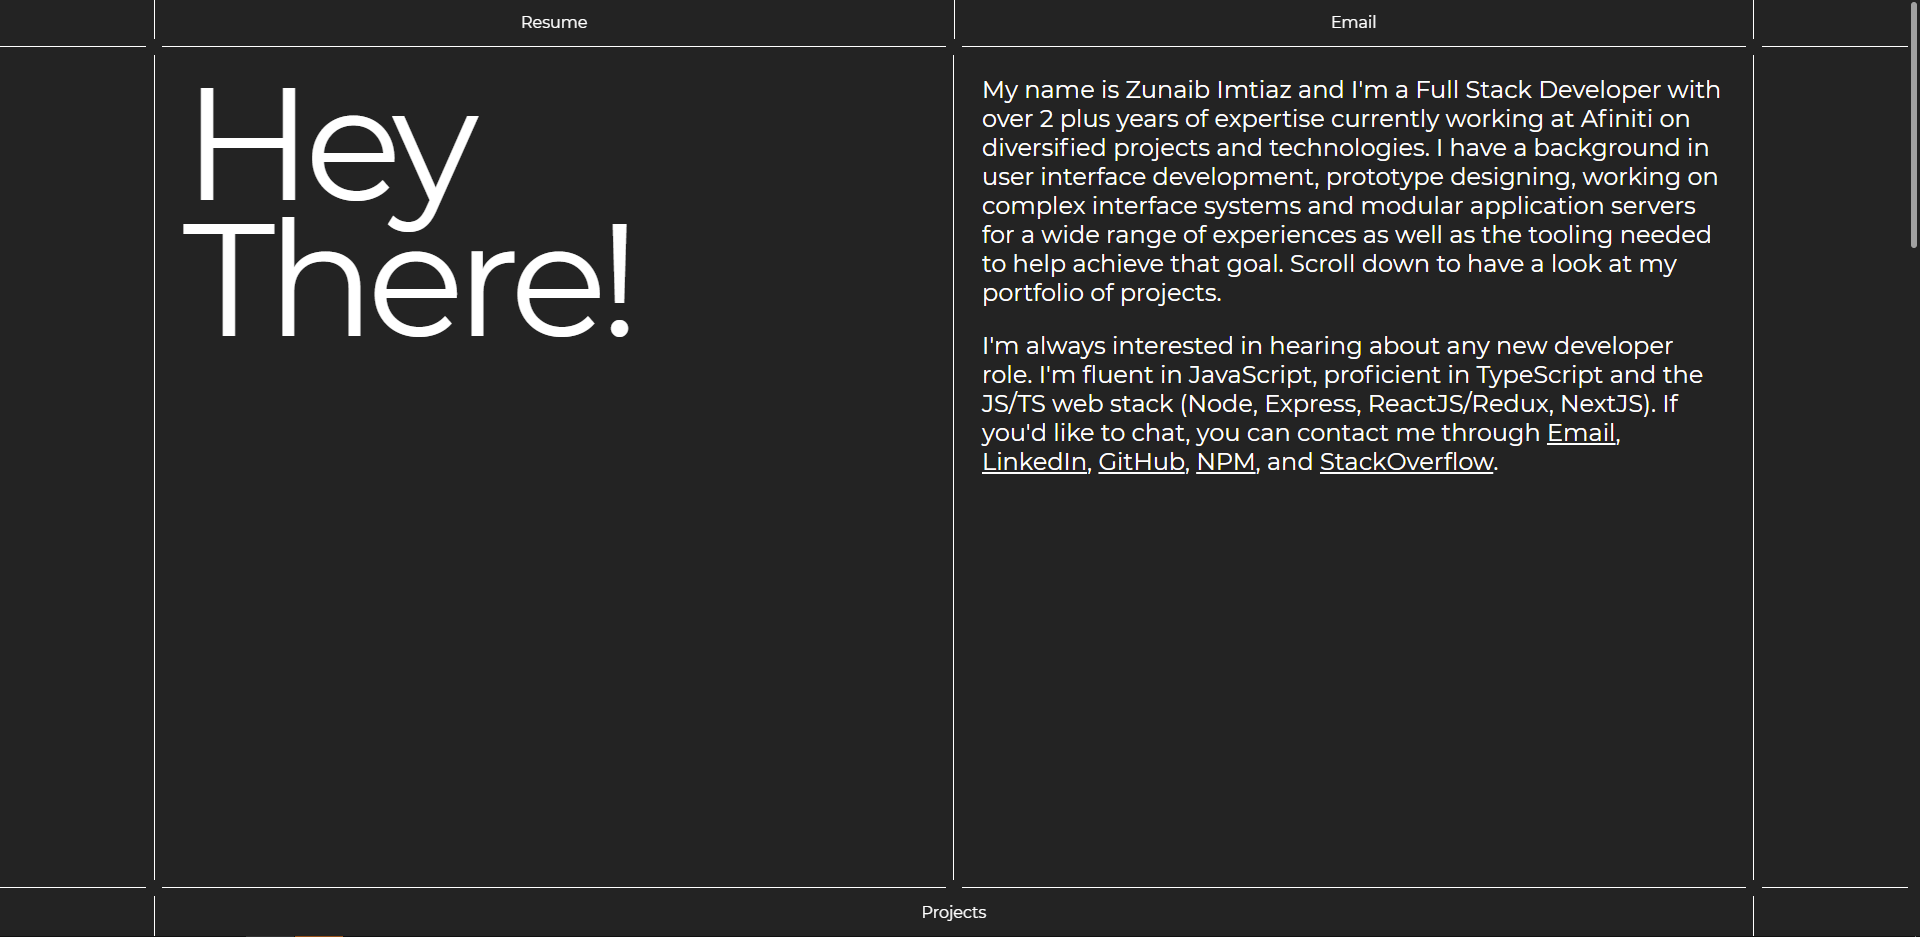 Resume
Email
Hey
There!
My name is Zunaib Imtiaz and I'm a Full Stack Developer with
over 2 plus years of expertise currently working at Afiniti on
diversified projects and technologies. I have a background in
user interface development, prototype designing, working on
complex interface systems and modular application servers
for a wide range of experiences as well as the tooling needed
to help achieve that goal. Scroll down to have a look at my
portfolio of projects.
I'm always interested in hearing about any new developer
role. I'm fluent in JavaScript, proficient in TypeScript and the
JS/TS web stack (Node, Express, ReactJS/Redux, NextJS). If
you'd like to chat, you can contact me through Email,
LinkedIn, GitHub, NPM, and StackOverflow.
Projects